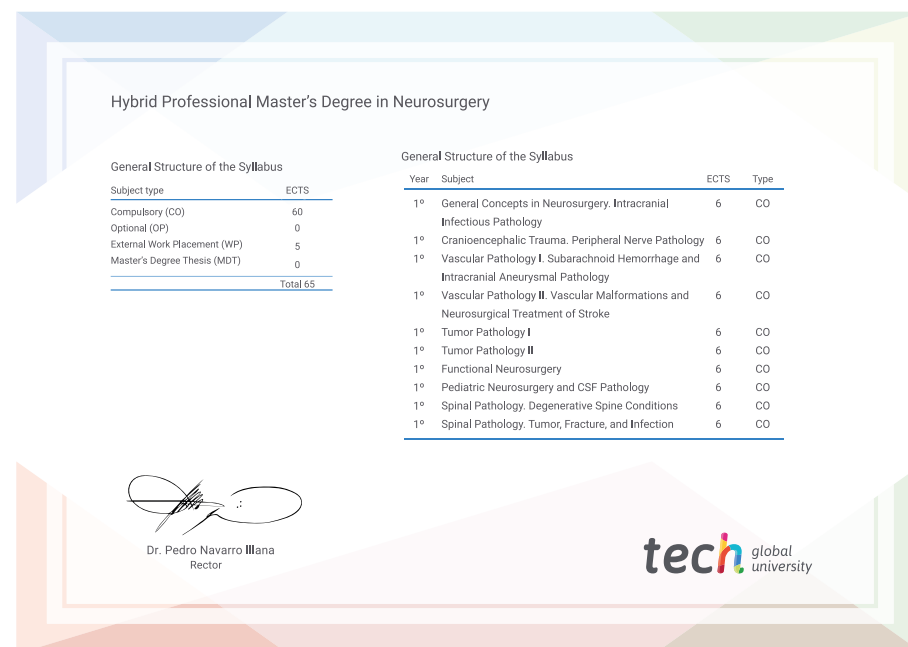 Hybrid Professional Master's Degree in Neurosurgery
General Structure of the Syllabus
Subject type ECTS
Compulsory (CO) 60
Optional (OP) 0
External Work Placement (WP) 5
Master's Degree Thesis (MDT) 0
Total 65
General Structure of the Syllabus
Year Subject ECTS Type
1º General Concepts in Neurosurgery. Intracranial 6 CO
Infectious Pathology
1º Cranioencephalic Trauma. Peripheral Nerve Pathology 6 CO
1º Vascular Pathology I. Subarachnoid Hemorrhage and 6 CO
Intracranial Aneurysmal Pathology
1º Vascular Pathology II. Vascular Malformations and 6 CO
Neurosurgical Treatment of Stroke
1º Tumor Pathology I 6 CO
1º Tumor Pathology II 6 CO
1º Functional Neurosurgery 6 CO
1º Pediatric Neurosurgery and CSF Pathology 6 CO
1º Spinal Pathology. Degenerative Spine Conditions 6 CO
1º Spinal Pathology. Tumor, Fracture, and Infection 6 CO
Dr. Pedro Navarro Illana
Rector
tech global
university